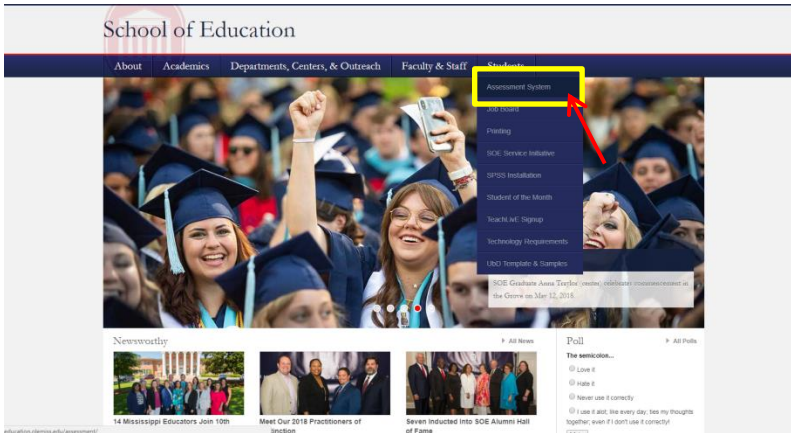 School of Education
About Academics Departments, Centers, & Outreach Faculty & Staff Students
Assessment System
Job Board
Printing
SOE Service Initiative
SPSS Installation
Student of the Month
TeachLivE Signup
Technology Requirements
UbD Template & Samples
SOE Graduate Anna Traylor (center) celebrates commencement in
the Grove on May 12, 2018
Newsworthy
All News
14 Mississippi Educators Join 10th
Meet Our 2018 Practitioners of
Seven Inducted Into SOE Alumni Hall
of Fame
Poll
All Polls
The semicolon...
Love it
Hate it
Never use it correctly
I use it alot; like every day; ties my thoughts
together; even if I don't use it correctly!
education.olemiss.edu/assessment/